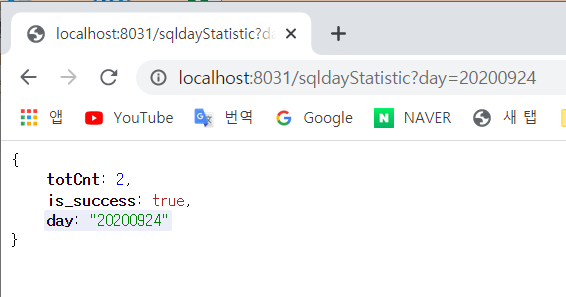 localhost:8031/sqldayStatistic?da
localhost:8031/sqldayStatistic?day=20200924
앱 YouTube 번역 Google NAVER 새 탭
{
totCnt: 2,
is_success: true,
day: "20200924"
}